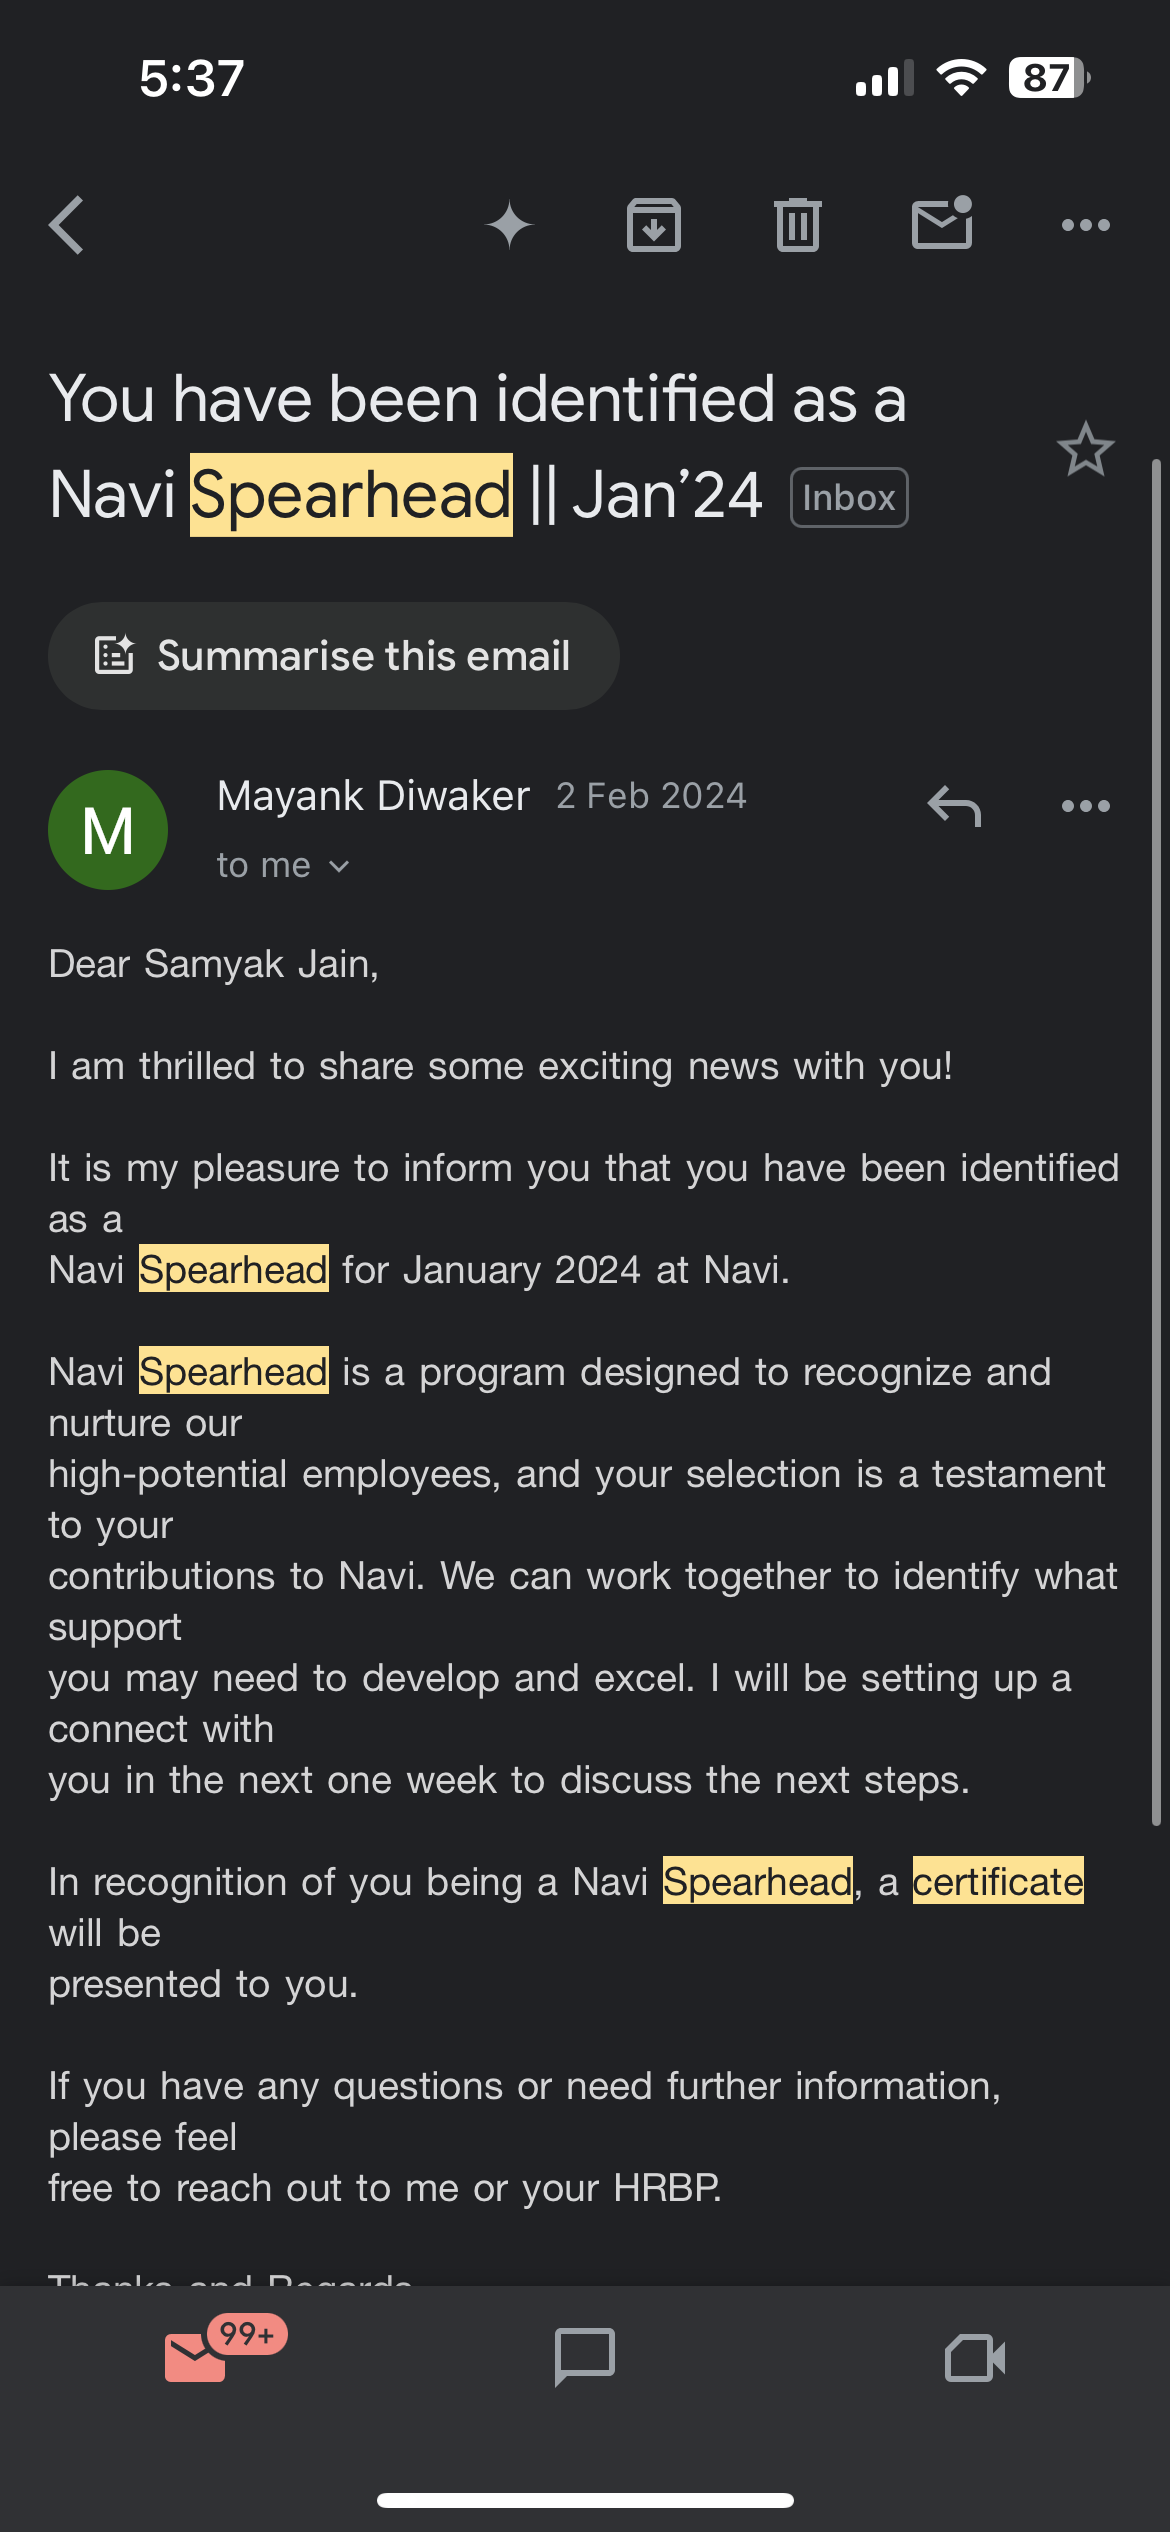 5:37
87
You have been identified as a
Navi Spearhead || Jan’24 Inbox
Summarise this email
M
Mayank Diwaker 2 Feb 2024
to me
Dear Samyak Jain,
I am thrilled to share some exciting news with you!
It is my pleasure to inform you that you have been identified
as a
Navi Spearhead for January 2024 at Navi.
Navi Spearhead is a program designed to recognize and
nurture our
high-potential employees, and your selection is a testament
to your
contributions to Navi. We can work together to identify what
support
you may need to develop and excel. I will be setting up a
connect with
you in the next one week to discuss the next steps.
In recognition of you being a Navi Spearhead, a certificate
will be
presented to you.
If you have any questions or need further information,
please feel
free to reach out to me or your HRBP.
Thanks and Regards
99+